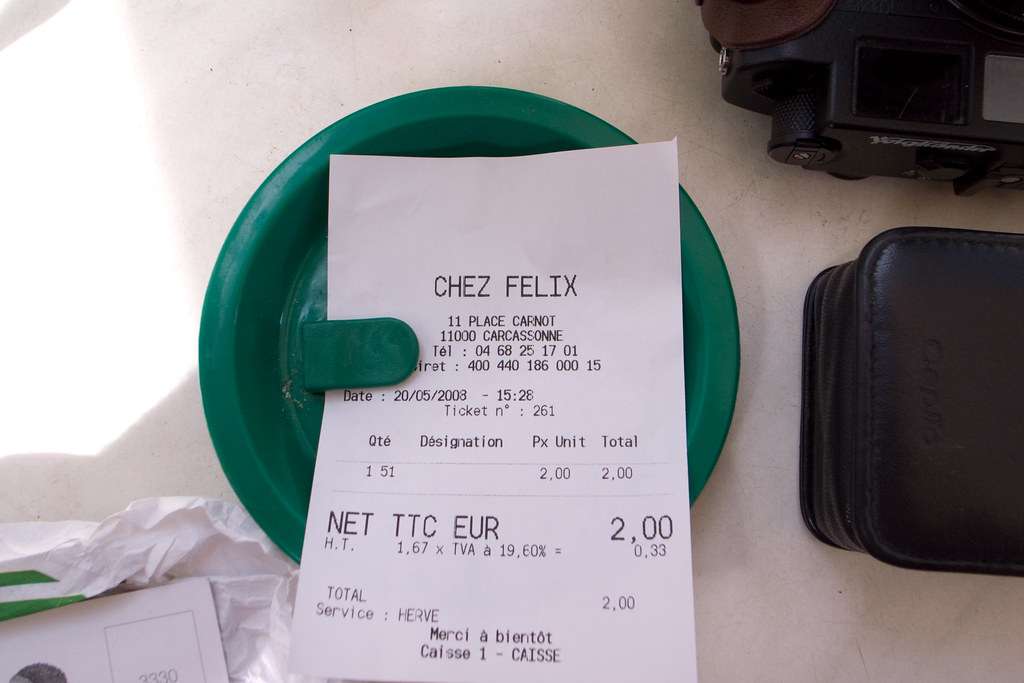 CHEZ FELIX
11 PLACE CARNOT
11000 CARCASSONNE
Tél : 04 68 25 17 01
iret : 400 440 186 000 15
Date : 20/05/2008 - 15:28
Ticket n° : 261
Qté Désignation Px Unit Total
1 51 2,00 2,00
NET TTC EUR 2,00
H.T. 1,67 x TVA à 19,60% = 0,33
TOTAL 2,00
Service : HERVE
Merci à bientôt
Caisse 1 - CAISSE
Voigtländer
3330